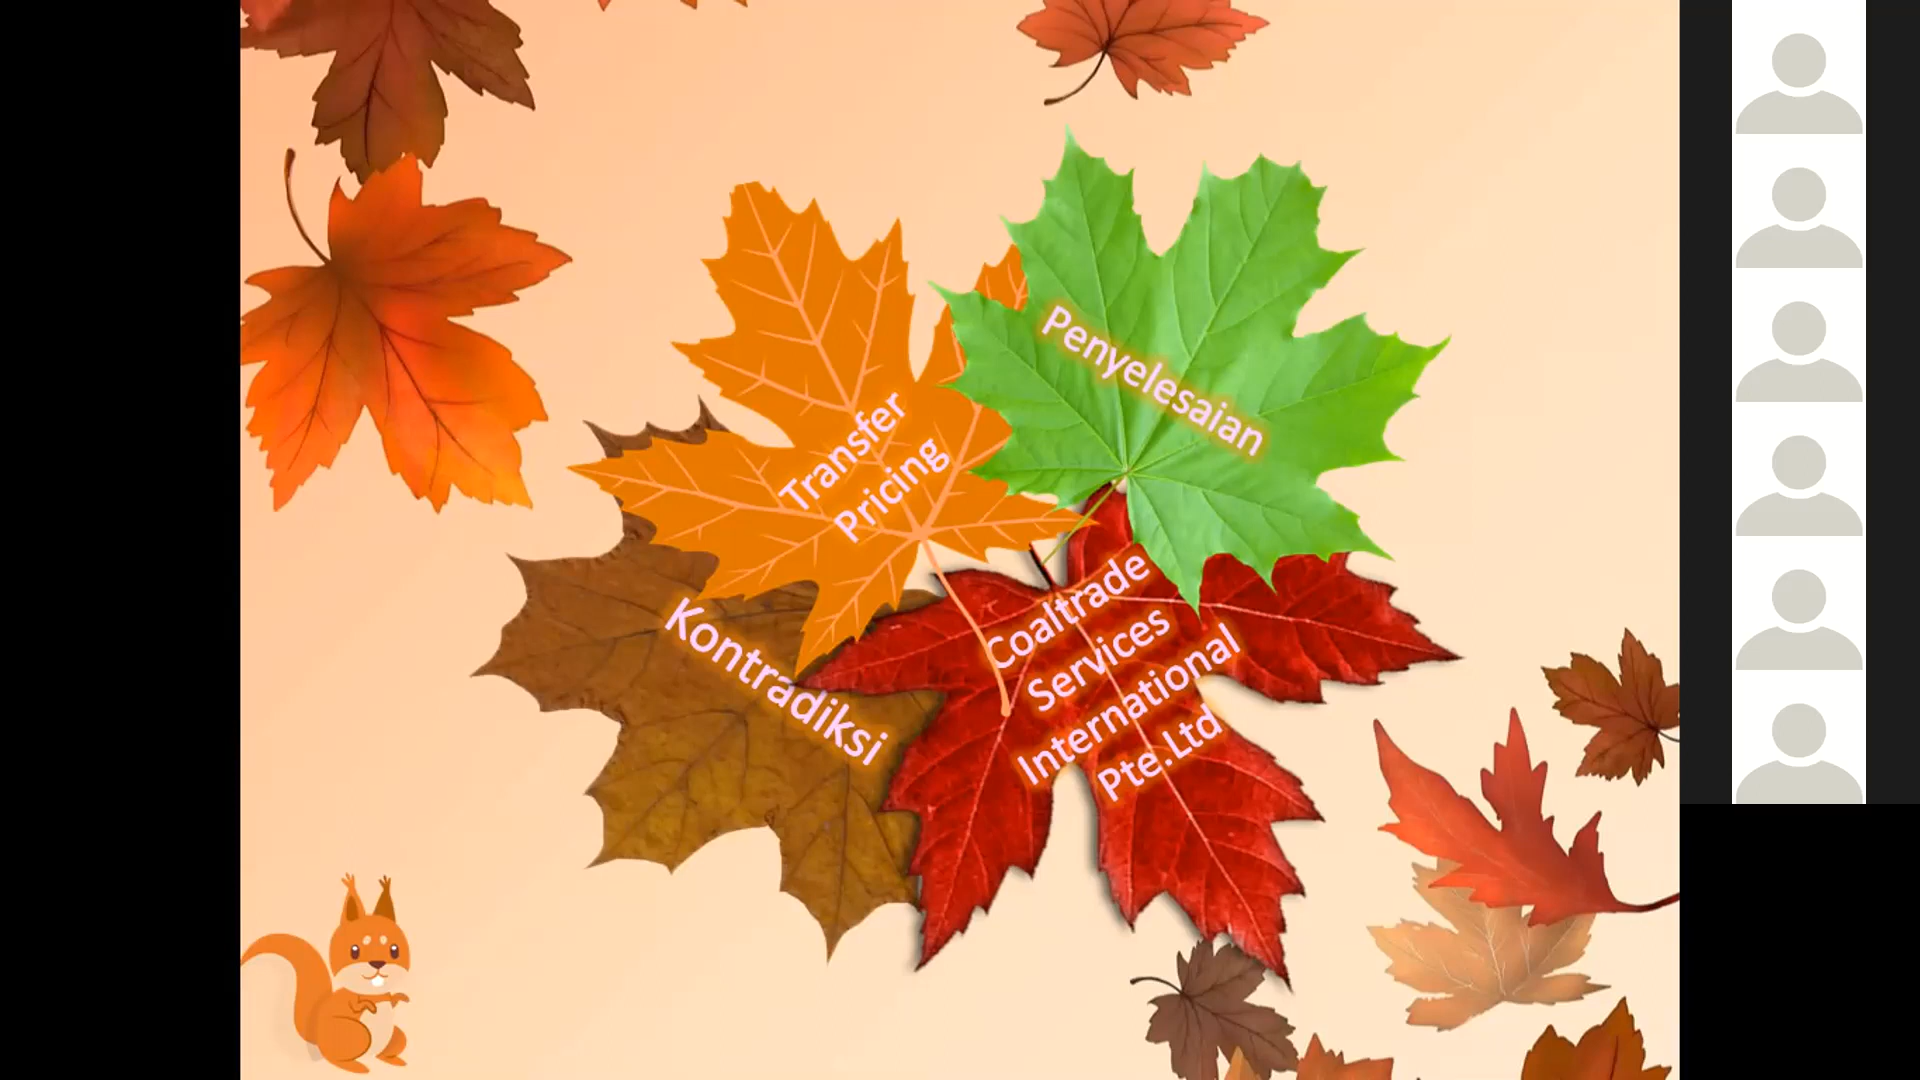 Transfer
Pricing
Penyelesaian
Kontradiksi
Coaltrade
Services
International
Pte.Ltd